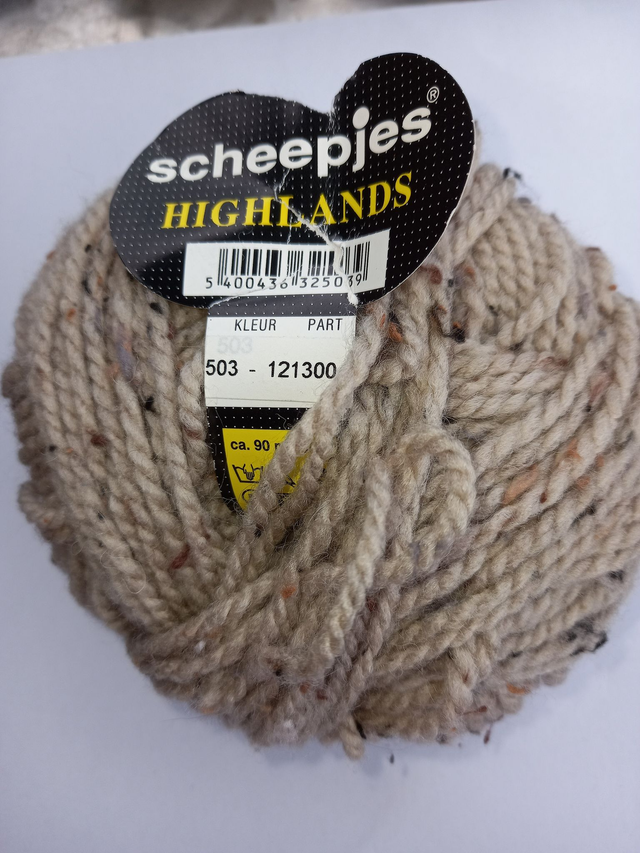 scheepjes®
HIGHLANDS
5 400436 325039
KLEUR PART
503
503 - 121300
ca. 90